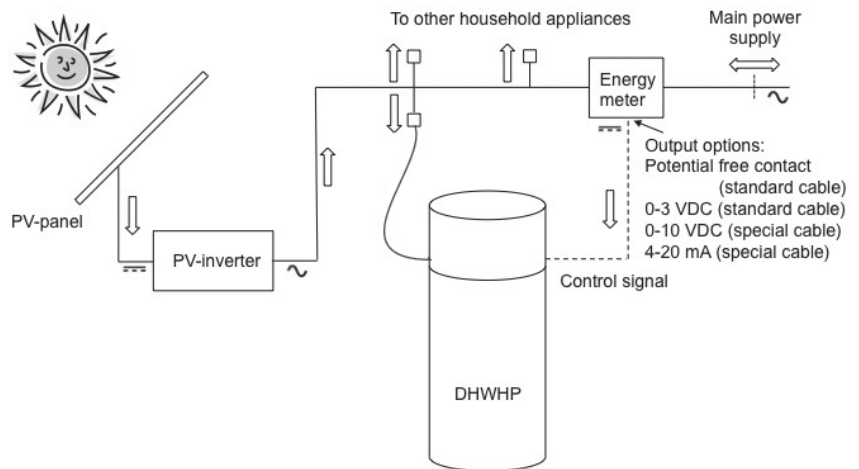 To other household appliances
Main power
supply
Energy
meter
Output options:
Potential free contact
(standard cable)
0-3 VDC (standard cable)
0-10 VDC (special cable)
4-20 mA (special cable)
PV-panel
PV-inverter
Control signal
DHWHP